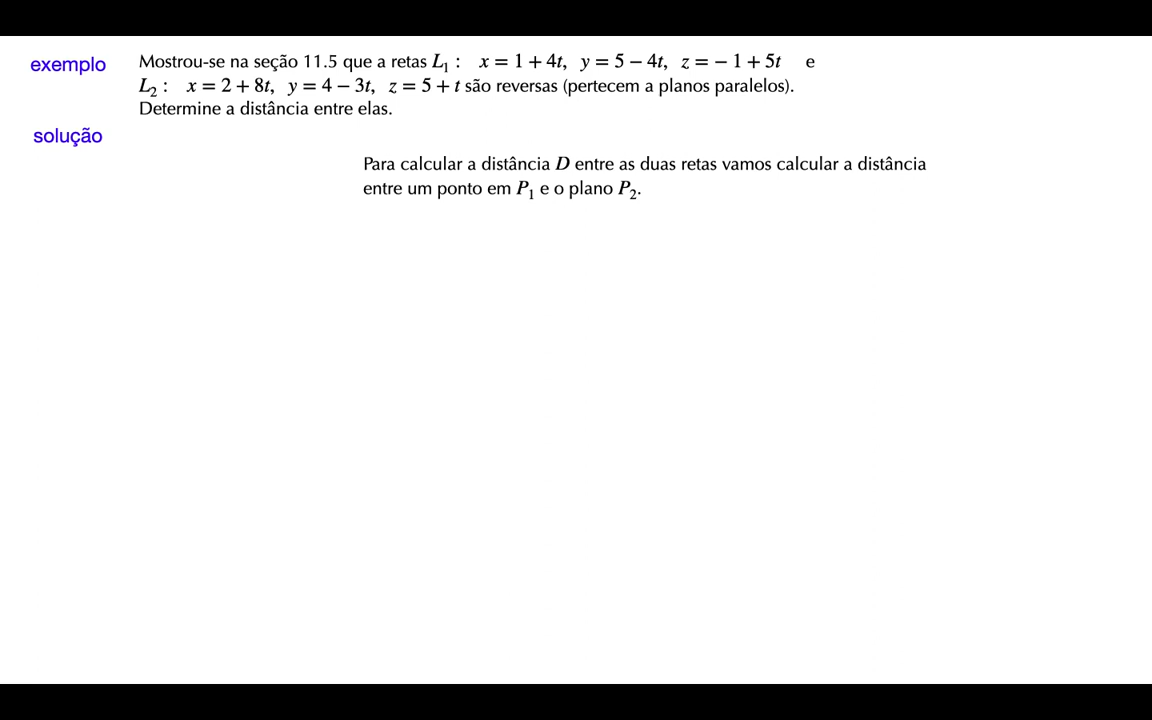 exemplo
Mostrou-se na seção 11.5 que a retas L₁ : x = 1 + 4t, y = 5 − 4t, z = − 1 + 5t e
L₂ : x = 2 + 8t, y = 4 − 3t, z = 5 + t são reversas (pertecem a planos paralelos).
Determine a distância entre elas.
solução
Para calcular a distância D entre as duas retas vamos calcular a distância
entre um ponto em P₁ e o plano P₂.